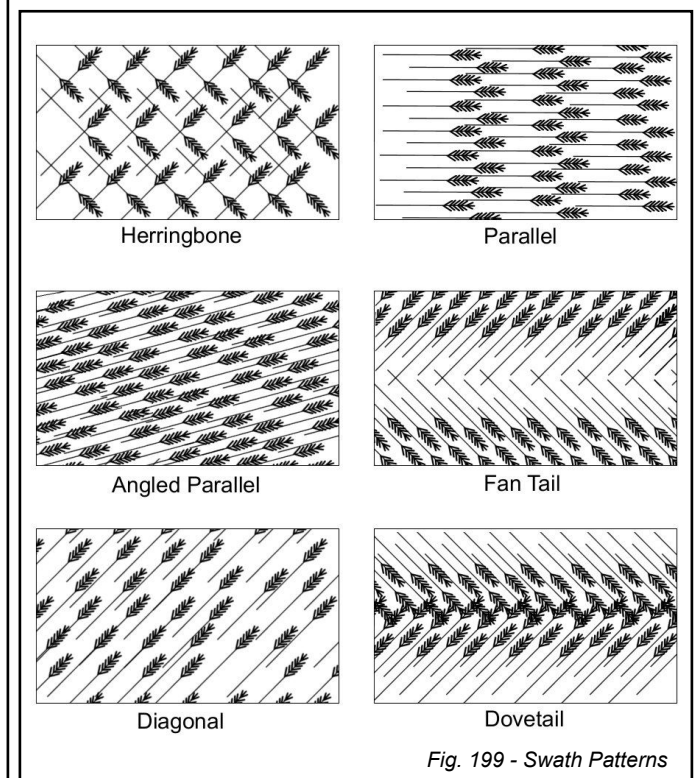 Herringbone
Parallel
Angled Parallel
Fan Tail
Diagonal
Dovetail
Fig. 199 - Swath Patterns